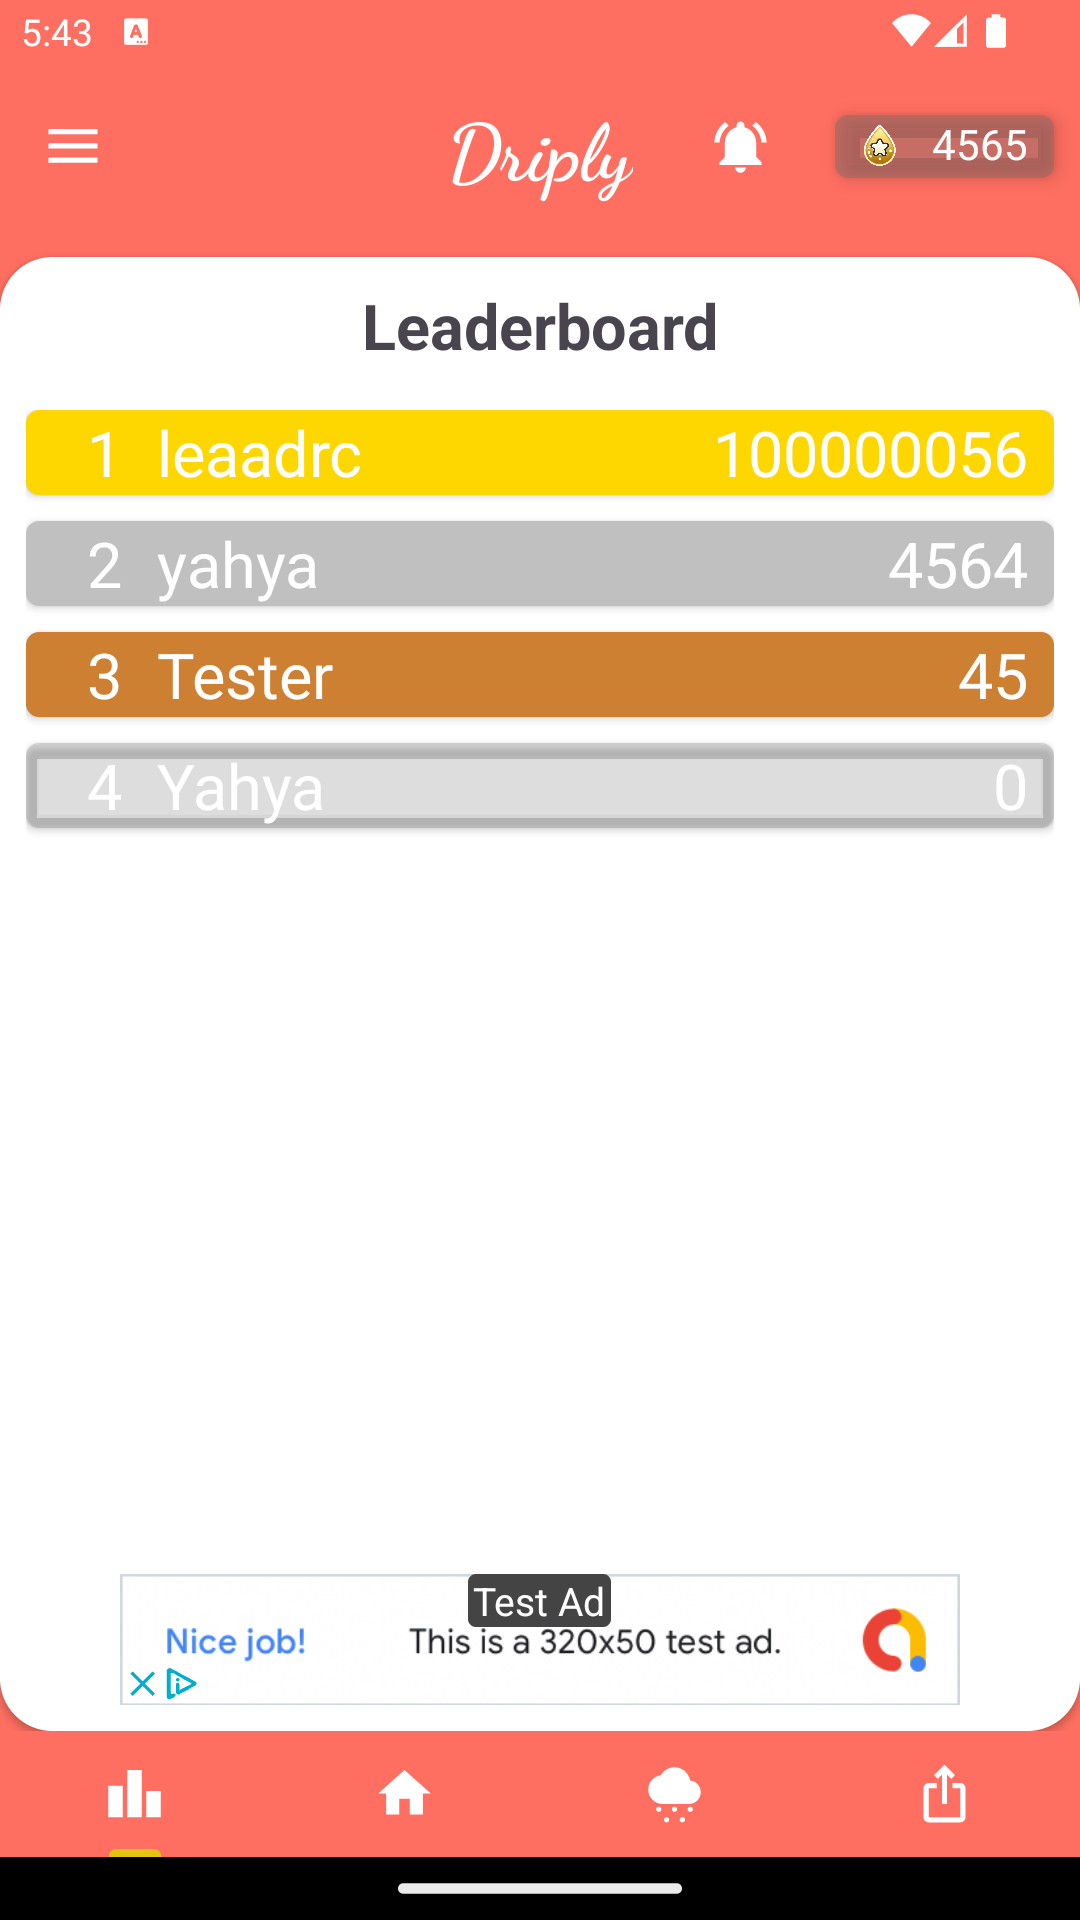 5:43
Driply
4565
Leaderboard
1 leaadrc 100000056
2 yahya 4564
3 Tester 45
4 Yahya 0
Test Ad
Nice job! This is a 320x50 test ad.